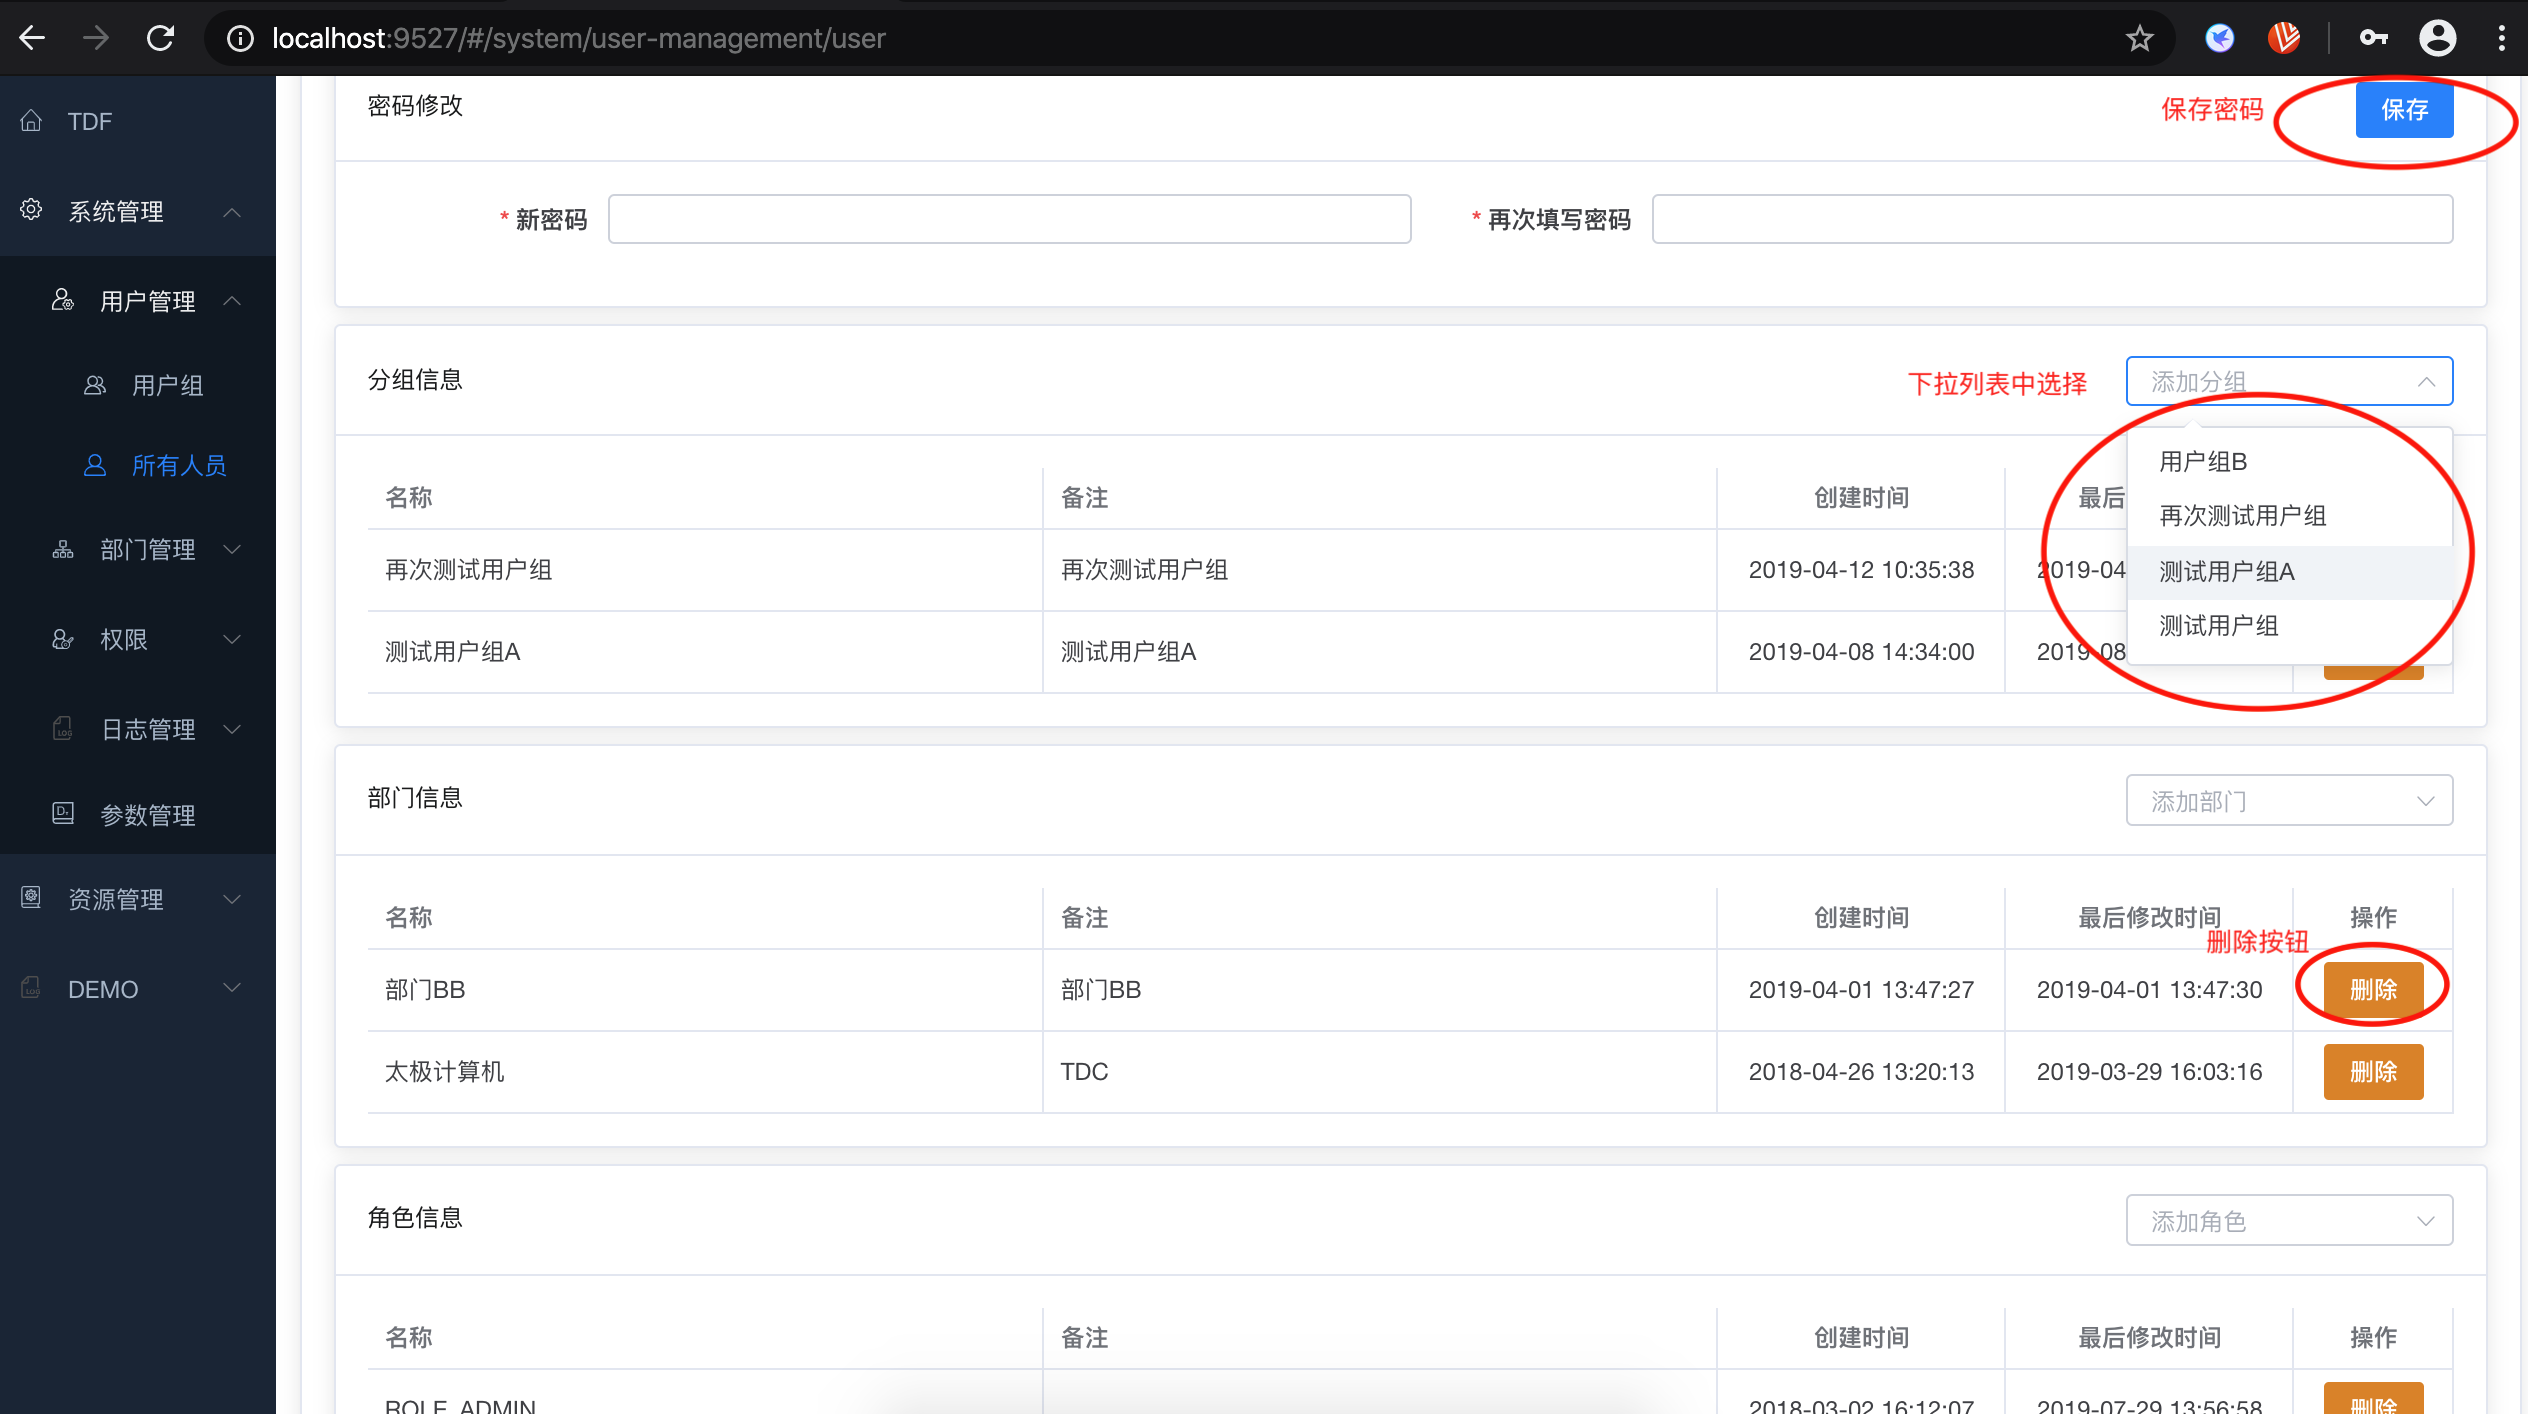 localhost:9527/#/system/user-management/user
TDF
系统管理
用户管理
用户组
所有人员
部门管理
权限
日志管理
参数管理
资源管理
DEMO
密码修改 保存密码 保存
* 新密码 * 再次填写密码
分组信息 下拉列表中选择 添加分组
用户组B
再次测试用户组
测试用户组A
测试用户组
名称 备注 创建时间 最后
再次测试用户组 再次测试用户组 2019-04-12 10:35:38 2019-04
测试用户组A 测试用户组A 2019-04-08 14:34:00 2019-08
部门信息 添加部门
名称 备注 创建时间 最后修改时间 操作
删除按钮
部门BB 部门BB 2019-04-01 13:47:27 2019-04-01 13:47:30 删除
太极计算机 TDC 2018-04-26 13:20:13 2019-03-29 16:03:16 删除
角色信息 添加角色
名称 备注 创建时间 最后修改时间 操作
ROLE_ADMIN 2018-03-02 16:12:07 2019-07-29 13:56:58 删除